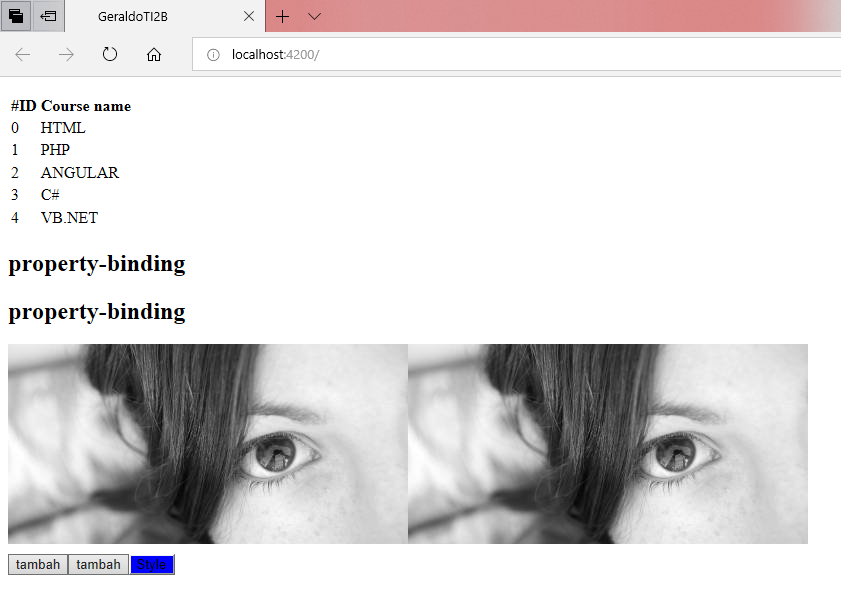 GeraldoTI2B
localhost:4200/
#ID Course name
0 HTML
1 PHP
2 ANGULAR
3 C#
4 VB.NET
property-binding
property-binding
tambah tambah Style